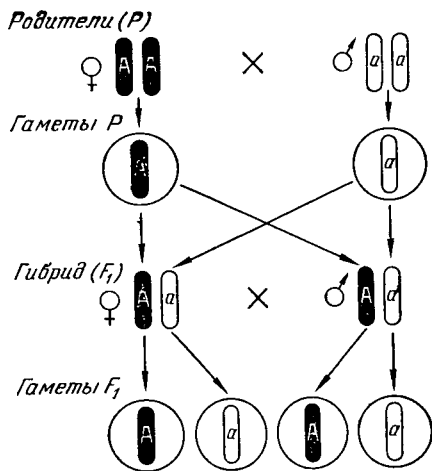 Родители (P)
♀ A A × ♂ a a
Гаметы P
a
Гибрид (F₁)
♀ A a × ♂ A a
Гаметы F₁
A a A a